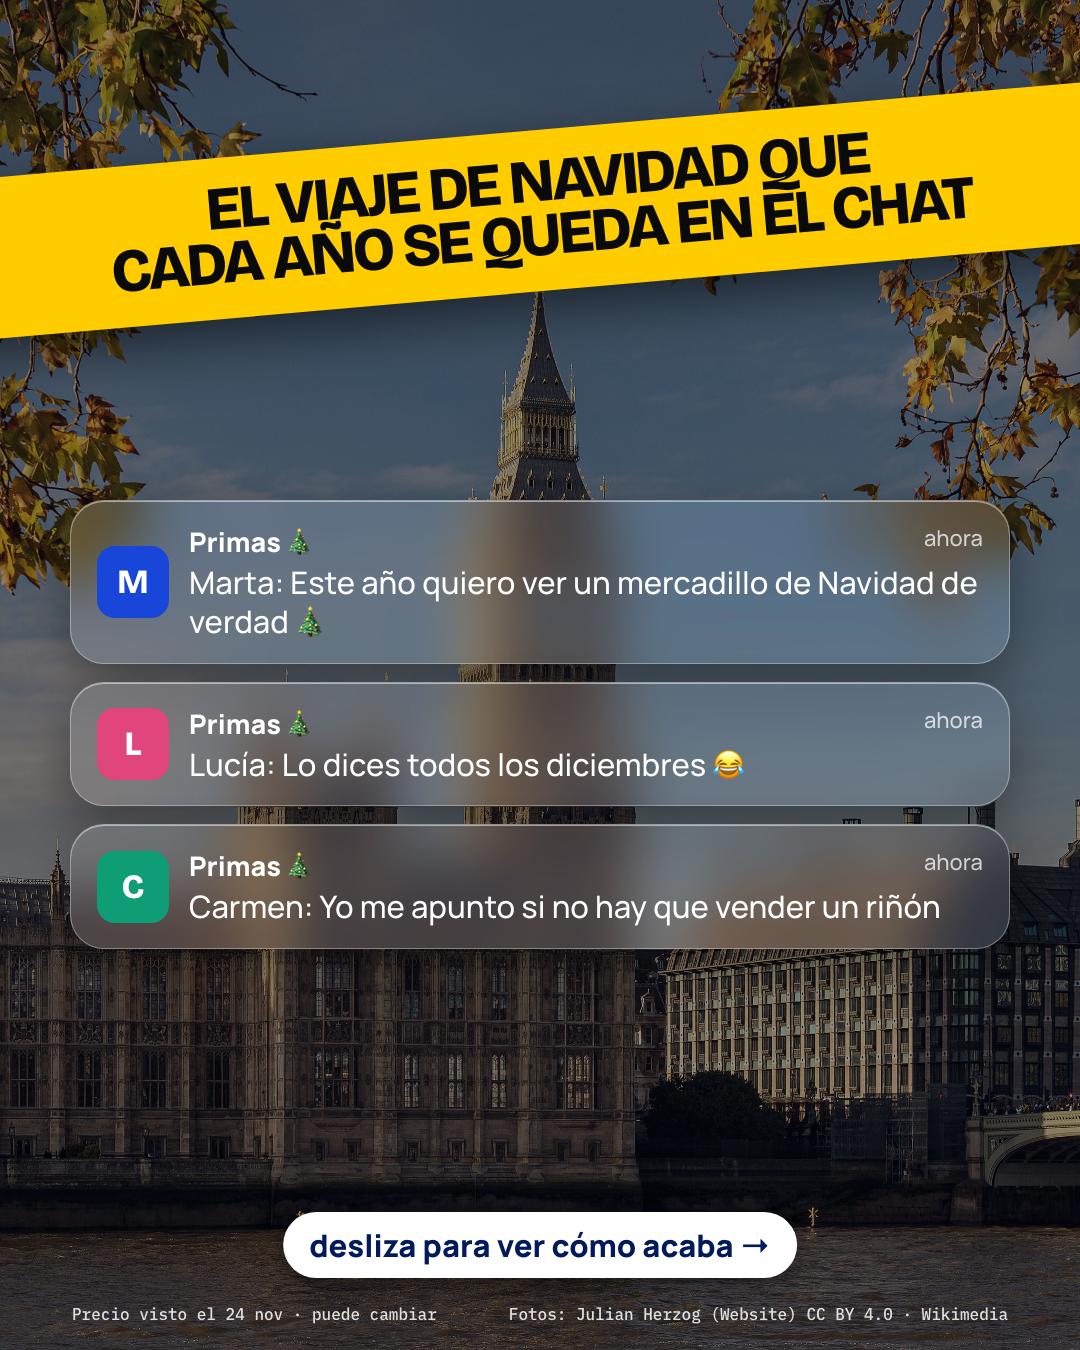 EL VIAJE DE NAVIDAD QUE
CADA AÑO SE QUEDA EN EL CHAT
Primas 🎄
ahora
M
Marta: Este año quiero ver un mercadillo de Navidad de
verdad 🎄
Primas 🎄
ahora
L
Lucía: Lo dices todos los diciembres 😂
Primas 🎄
ahora
C
Carmen: Yo me apunto si no hay que vender un riñón
desliza para ver cómo acaba →
Precio visto el 24 nov · puede cambiar
Fotos: Julian Herzog (Website) CC BY 4.0 · Wikimedia